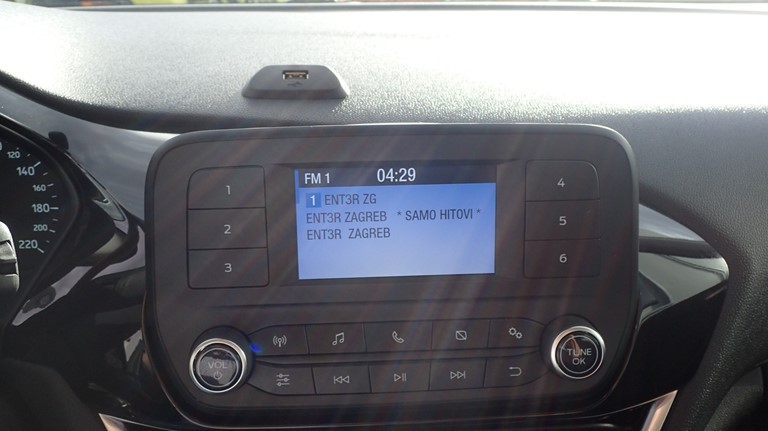 120
140
160
180
200
220
FM 1 04:29
1 ENT3R ZG
ENT3R ZAGREB * SAMO HITOVI *
ENT3R ZAGREB
1
2
3
4
5
6
VOL
TUNE
OK